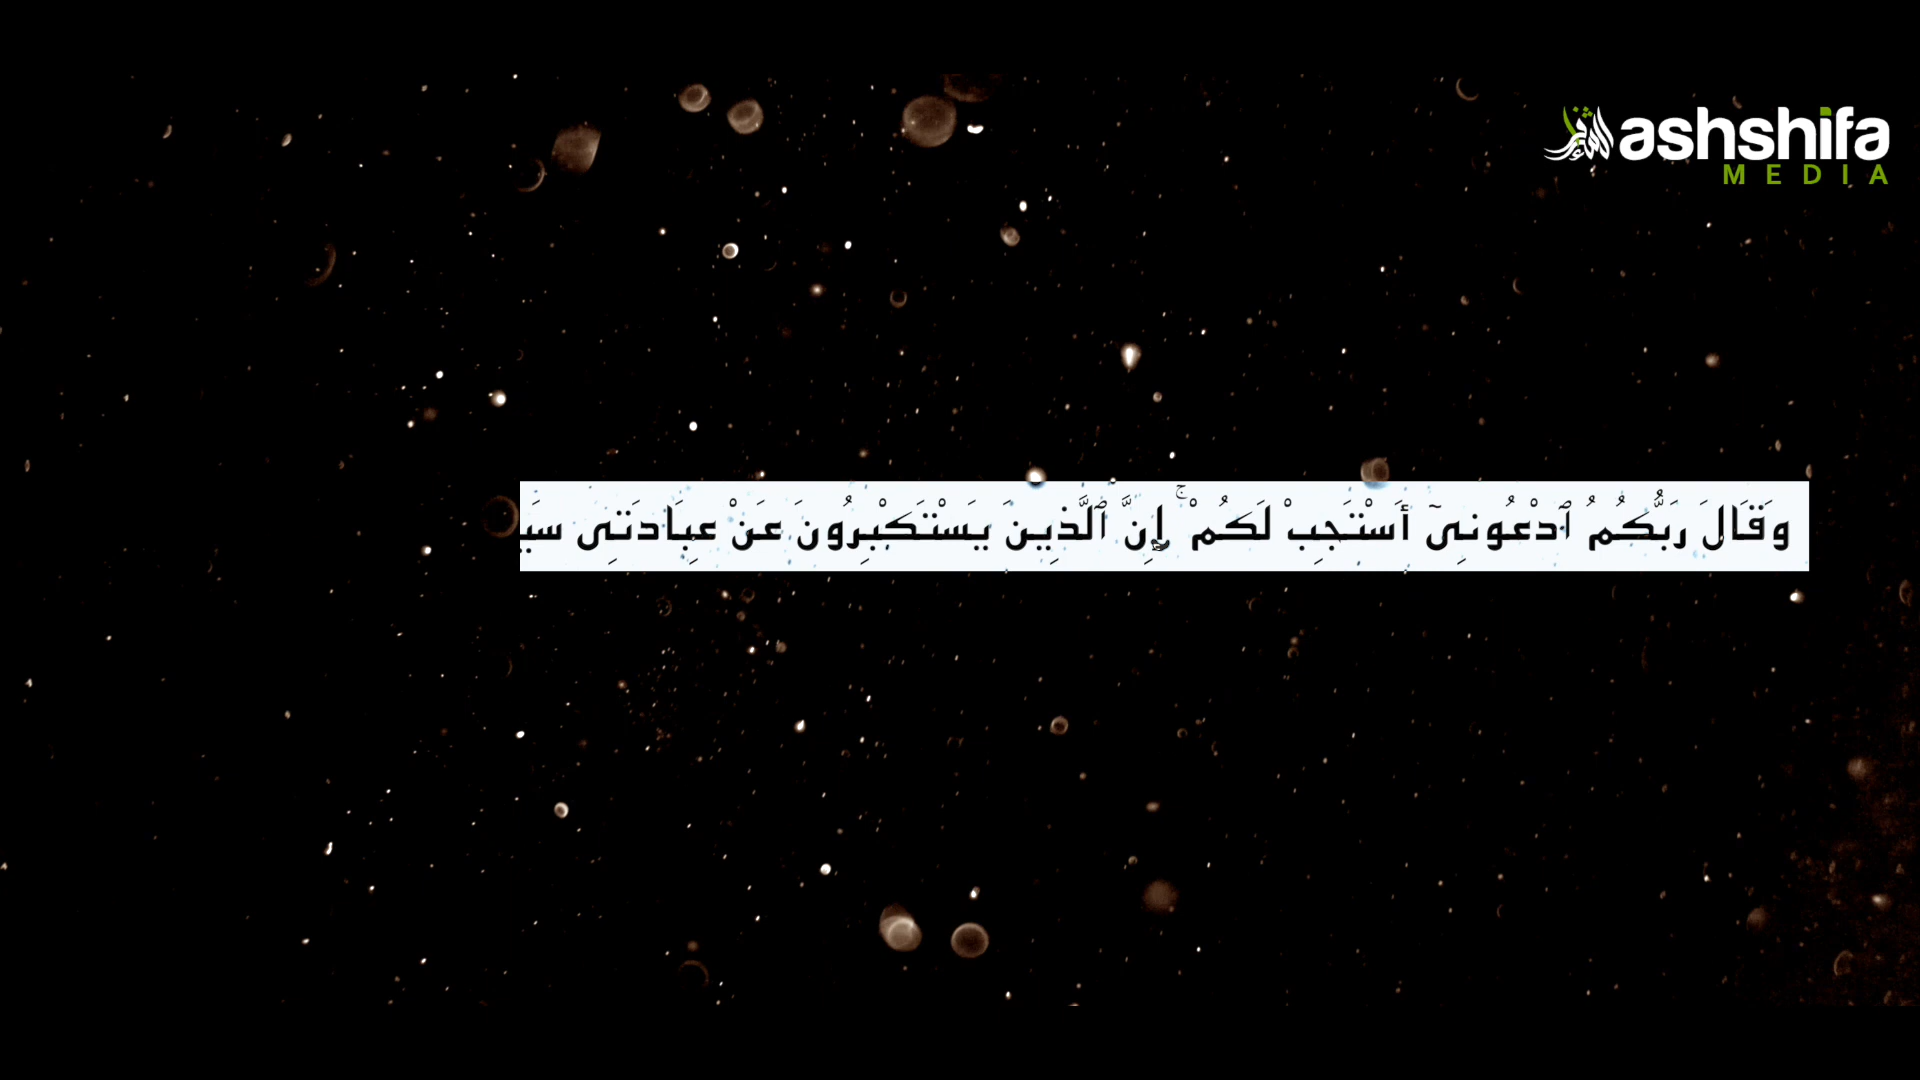 ashshifa
MEDIA
وَقَالَ رَبُّكُمُ ٱدْعُونِىٓ أَسْتَجِبْ لَكُمْ ۚ إِنَّ ٱلَّذِينَ يَسْتَكْبِرُونَ عَنْ عِبَادَتِى سَيَ